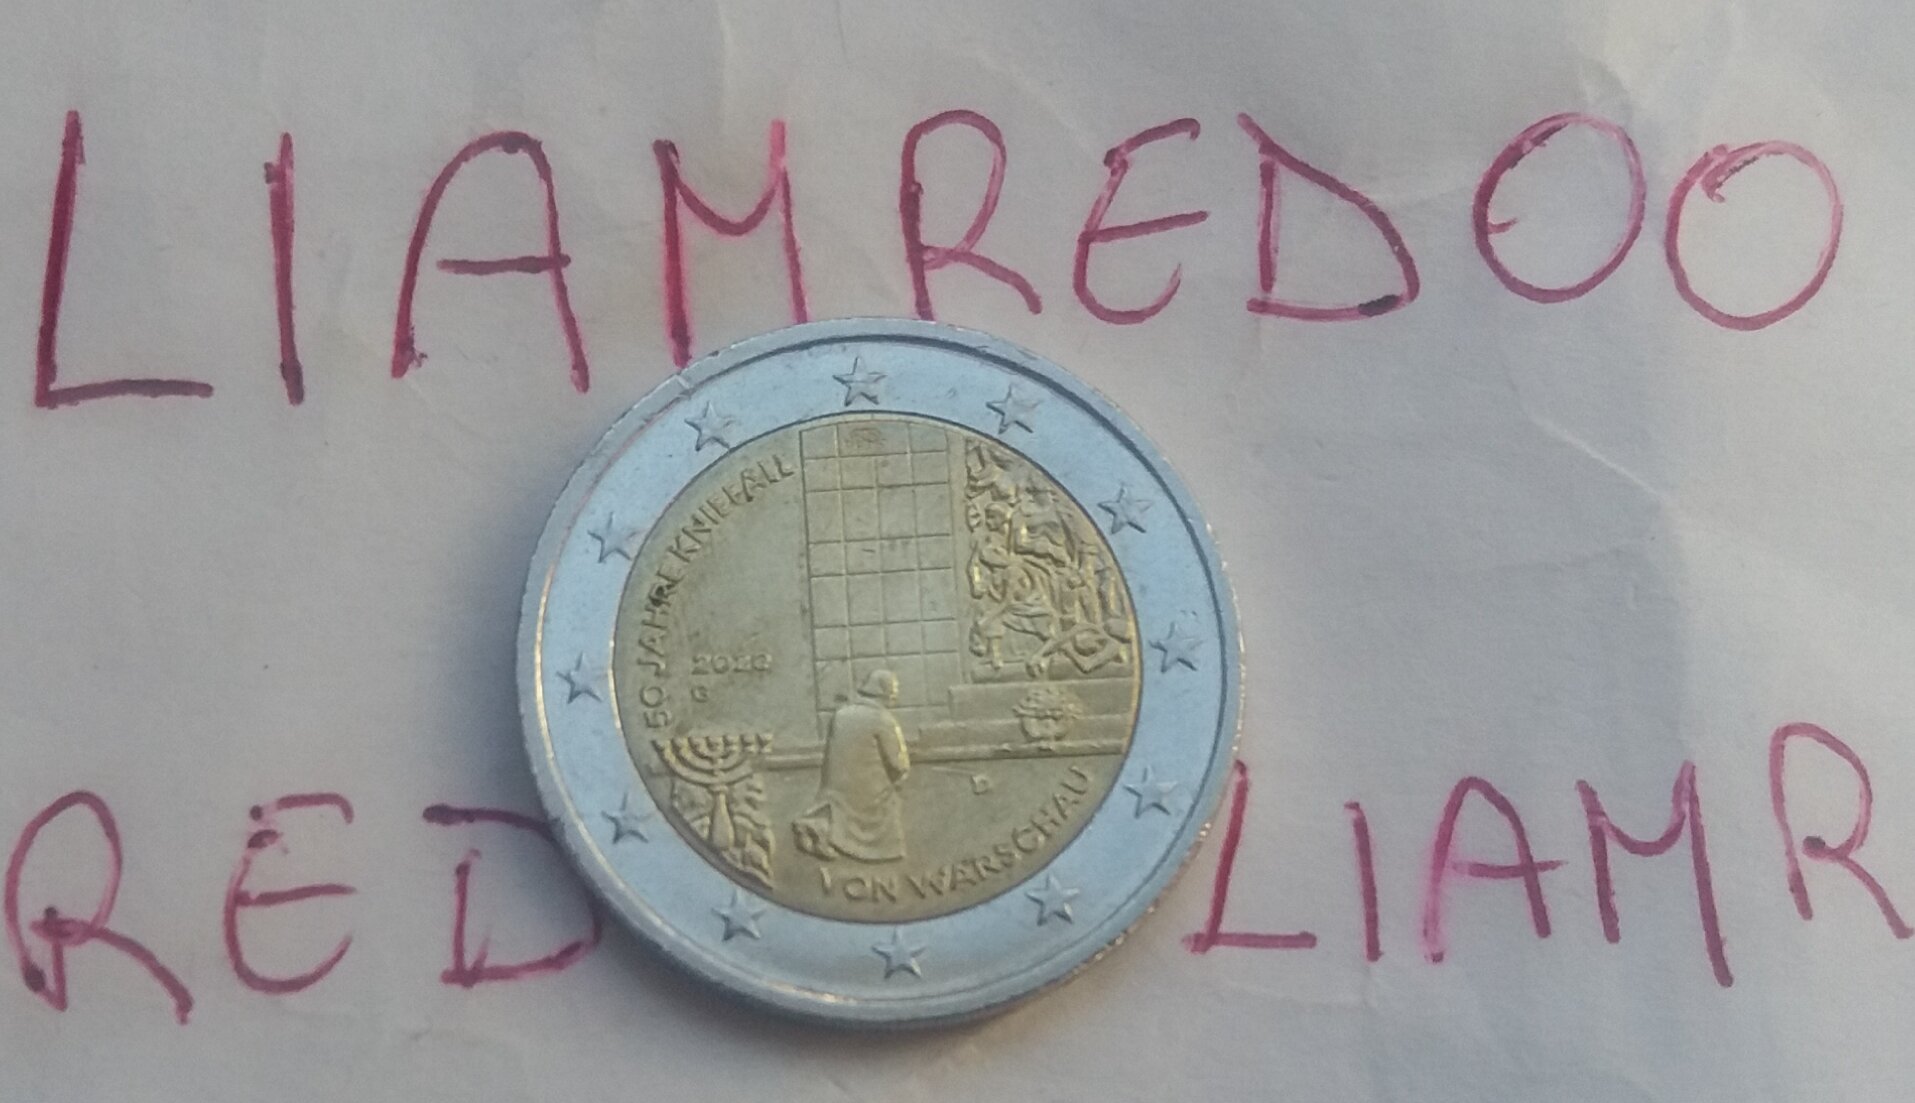 LIAMREDOO
50 JAHRE KNIEFALL
2020
G
D
VON WARSCHAU
RED LIAMR